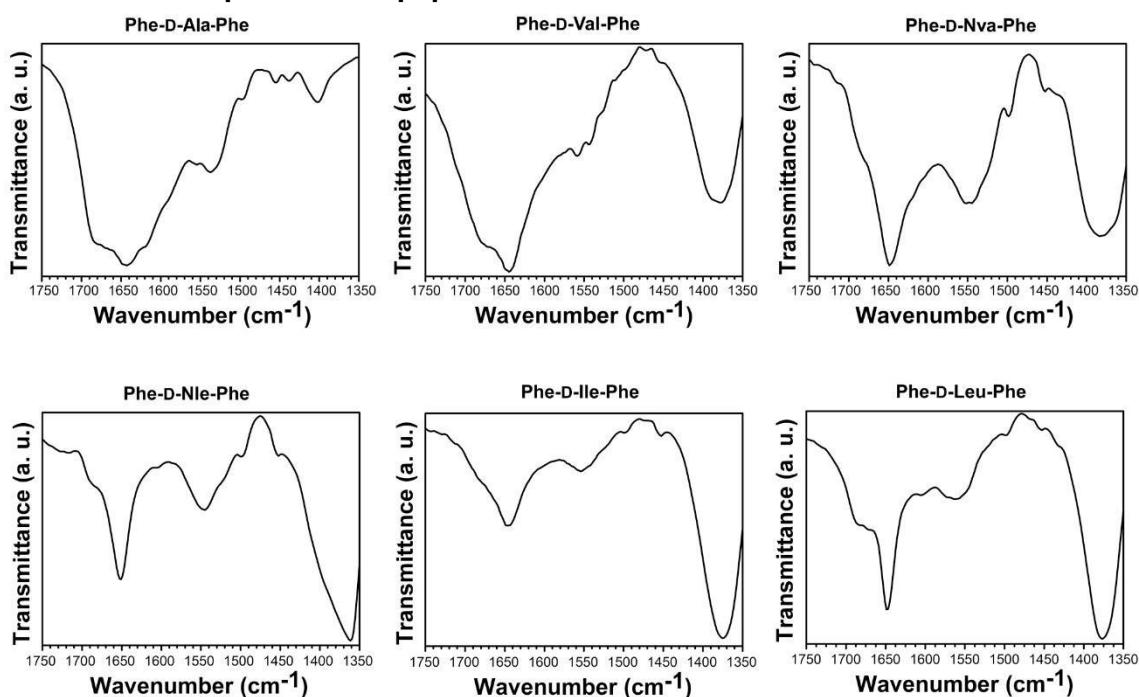 Phe-D-Ala-Phe
Phe-D-Val-Phe
Phe-D-Nva-Phe
Transmittance (a. u.)
Transmittance (a. u.)
Transmittance (a. u.)
1750 1700 1650 1600 1550 1500 1450 1400 1350
1750 1700 1650 1600 1550 1500 1450 1400 1350
1750 1700 1650 1600 1550 1500 1450 1400 1350
Wavenumber (cm-1)
Wavenumber (cm-1)
Wavenumber (cm-1)
Phe-D-Nle-Phe
Phe-D-Ile-Phe
Phe-D-Leu-Phe
Transmittance (a. u.)
Transmittance (a. u.)
Transmittance (a. u.)
1750 1700 1650 1600 1550 1500 1450 1400 1350
1750 1700 1650 1600 1550 1500 1450 1400 1350
1750 1700 1650 1600 1550 1500 1450 1400 1350
Wavenumber (cm-1)
Wavenumber (cm-1)
Wavenumber (cm-1)